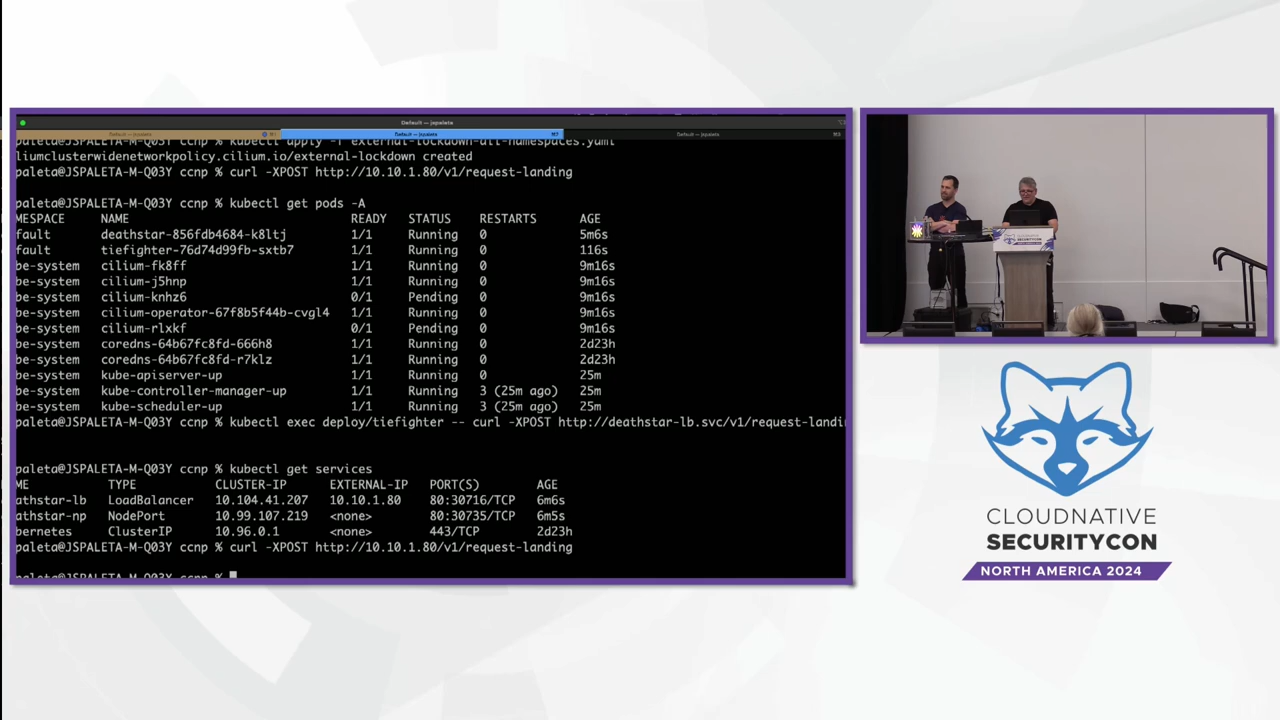 Default — jspaleta
Default — jspaleta
Default — jspaleta
paleta@JSPALETA-M-Q03Y ccnp % kubectl apply -f external-lockdown-all-namespaces.yaml
liumclusterwidenetworkpolicy.cilium.io/external-lockdown created
paleta@JSPALETA-M-Q03Y ccnp % curl -XPOST http://10.10.1.80/v1/request-landing
paleta@JSPALETA-M-Q03Y ccnp % kubectl get pods -A
MESPACE NAME READY STATUS RESTARTS AGE
fault deathstar-856fdb4684-k8ltj 1/1 Running 0 5m6s
fault tiefighter-76d74d99fb-sxtb7 1/1 Running 0 116s
be-system cilium-fk8ff 1/1 Running 0 9m16s
be-system cilium-j5hnp 1/1 Running 0 9m16s
be-system cilium-knhz6 0/1 Pending 0 9m16s
be-system cilium-operator-67f8b5f44b-cvgl4 1/1 Running 0 9m16s
be-system cilium-rlxkf 0/1 Pending 0 9m16s
be-system coredns-64b67fc8fd-666h8 1/1 Running 0 2d23h
be-system coredns-64b67fc8fd-r7klz 1/1 Running 0 2d23h
be-system kube-apiserver-up 1/1 Running 0 25m
be-system kube-controller-manager-up 1/1 Running 3 (25m ago) 25m
be-system kube-scheduler-up 1/1 Running 3 (25m ago) 25m
paleta@JSPALETA-M-Q03Y ccnp % kubectl exec deploy/tiefighter -- curl -XPOST http://deathstar-lb.svc/v1/request-landin
paleta@JSPALETA-M-Q03Y ccnp % kubectl get services
ME TYPE CLUSTER-IP EXTERNAL-IP PORT(S) AGE
athstar-lb LoadBalancer 10.104.41.207 10.10.1.80 80:30716/TCP 6m6s
athstar-np NodePort 10.99.107.219 <none> 80:30735/TCP 6m5s
bernetes ClusterIP 10.96.0.1 <none> 443/TCP 2d23h
paleta@JSPALETA-M-Q03Y ccnp % curl -XPOST http://10.10.1.80/v1/request-landing
paleta@JSPALETA-M-Q03Y ccnp %
CLOUDNATIVE
SECURITYCON
NORTH AMERICA 2024